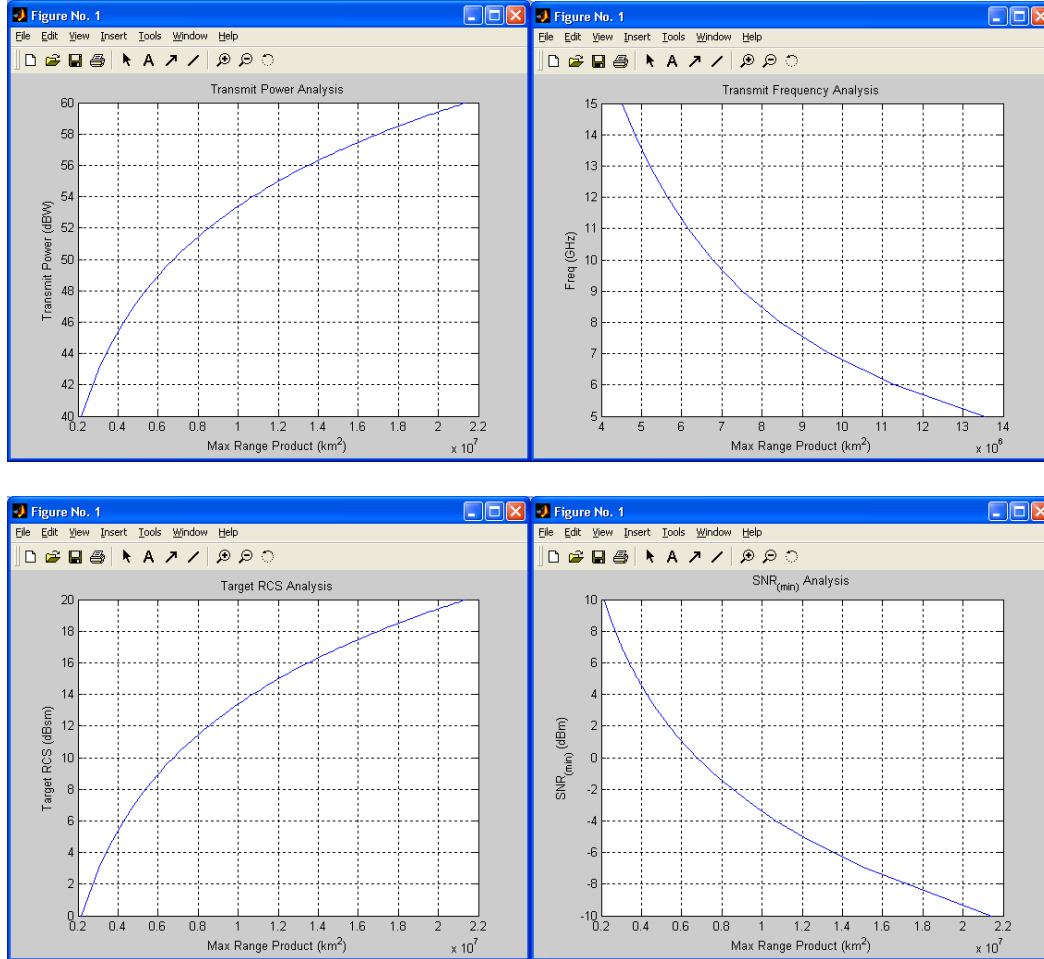 Figure No. 1
File Edit View Insert Tools Window Help
Transmit Power Analysis
Transmit Power (dBW)
60
58
56
54
52
50
48
46
44
42
40
0.2 0.4 0.6 0.8 1 1.2 1.4 1.6 1.8 2 2.2
Max Range Product (km²)
x 10⁷
Figure No. 1
File Edit View Insert Tools Window Help
Transmit Frequency Analysis
Freq (GHz)
15
14
13
12
11
10
9
8
7
6
5
4 5 6 7 8 9 10 11 12 13 14
Max Range Product (km²)
x 10⁶
Figure No. 1
File Edit View Insert Tools Window Help
Target RCS Analysis
Target RCS (dBsm)
20
18
16
14
12
10
8
6
4
2
0
0.2 0.4 0.6 0.8 1 1.2 1.4 1.6 1.8 2 2.2
Max Range Product (km²)
x 10⁷
Figure No. 1
File Edit View Insert Tools Window Help
SNR(min) Analysis
SNR(min) (dBm)
10
8
6
4
2
0
-2
-4
-6
-8
-10
0.2 0.4 0.6 0.8 1 1.2 1.4 1.6 1.8 2 2.2
Max Range Product (km²)
x 10⁷